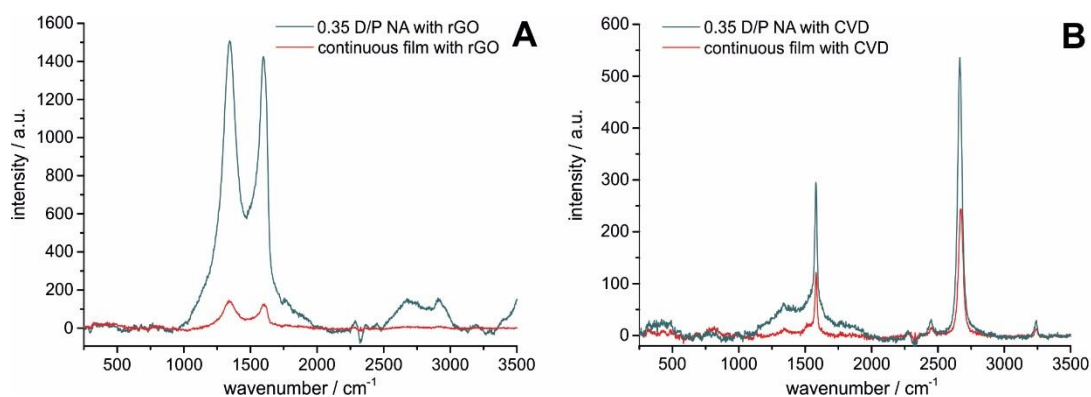 0.35 D/P NA with rGO
continuous film with rGO
A
1600
1400
1200
1000
800
600
400
200
0
intensity / a.u.
500 1000 1500 2000 2500 3000 3500
wavenumber / cm⁻¹
0.35 D/P NA with CVD
continuous film with CVD
B
600
500
400
300
200
100
0
intensity / a.u.
500 1000 1500 2000 2500 3000 3500
wavenumber / cm⁻¹